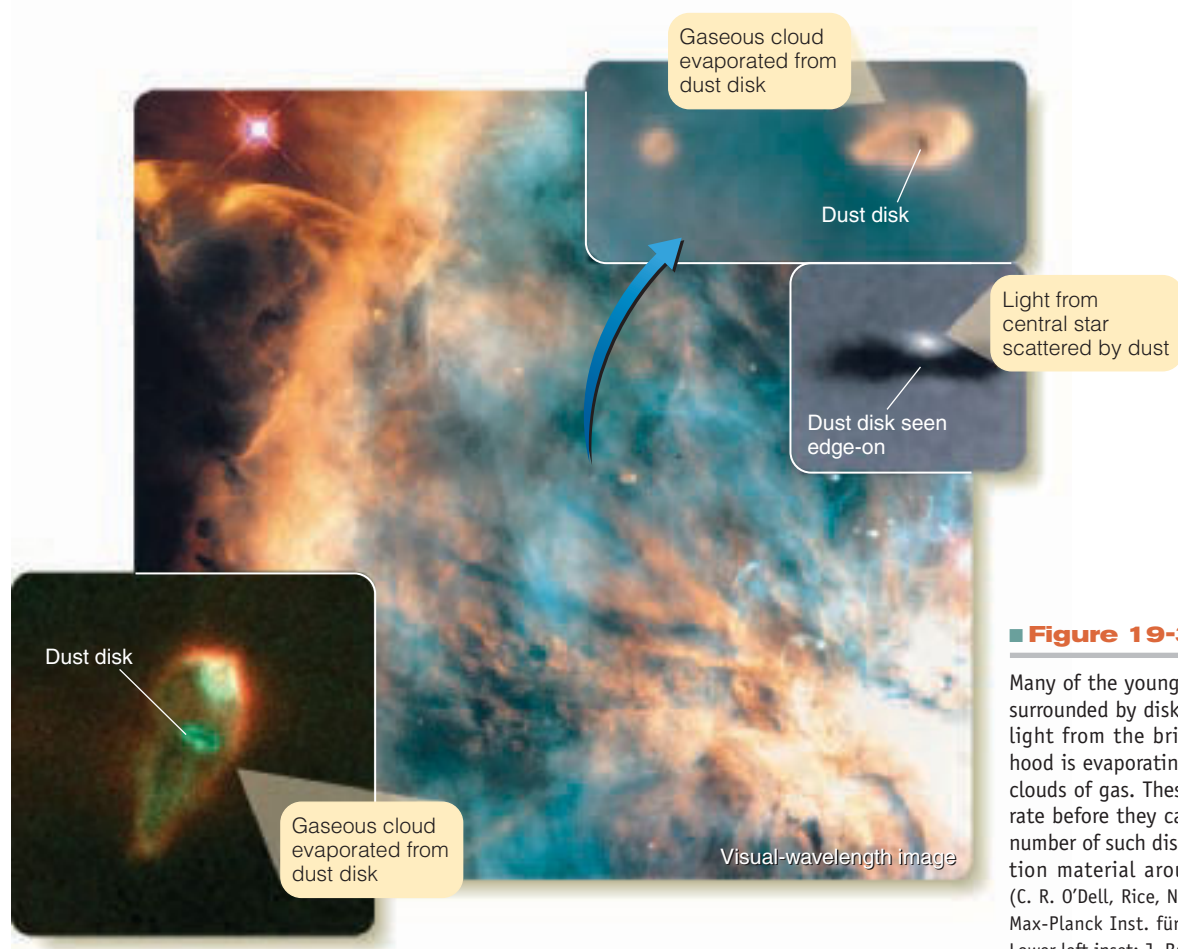 Gaseous cloud
evaporated from
dust disk
Dust disk
Light from
central star
scattered by dust
Dust disk seen
edge-on
Dust disk
Gaseous cloud
evaporated from
dust disk
Visual-wavelength image
■ Figure 19-
Many of the young
surrounded by disk
light from the bri
hood is evaporatin
clouds of gas. Thes
rate before they ca
number of such dis
tion material arou
(C. R. O'Dell, Rice, N
Max-Planck Inst. für
Lower left inset: J.